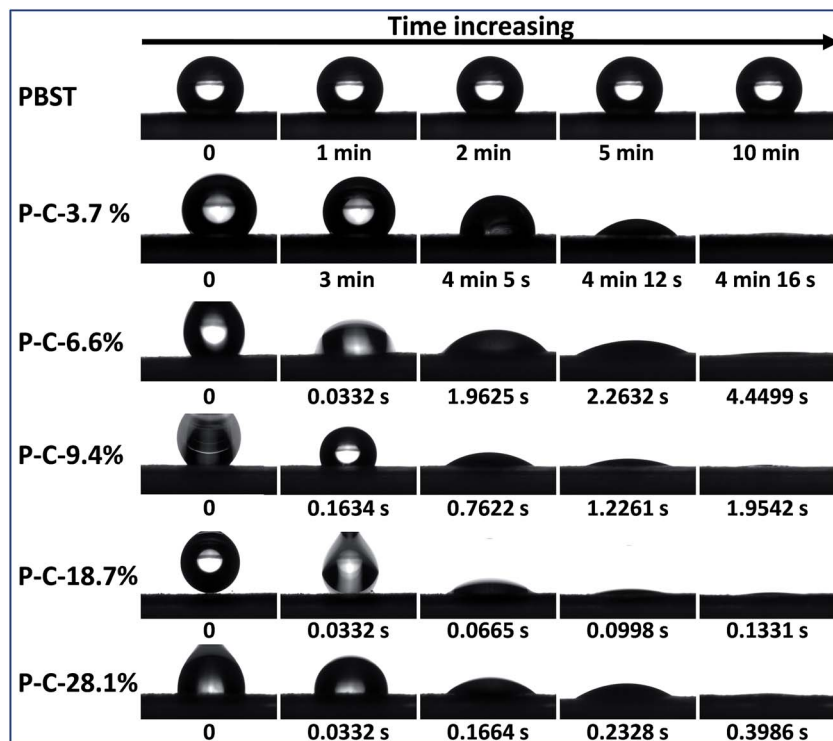 Time increasing
PBST
0 1 min 2 min 5 min 10 min
P-C-3.7 %
0 3 min 4 min 5 s 4 min 12 s 4 min 16 s
P-C-6.6%
0 0.0332 s 1.9625 s 2.2632 s 4.4499 s
P-C-9.4%
0 0.1634 s 0.7622 s 1.2261 s 1.9542 s
P-C-18.7%
0 0.0332 s 0.0665 s 0.0998 s 0.1331 s
P-C-28.1%
0 0.0332 s 0.1664 s 0.2328 s 0.3986 s